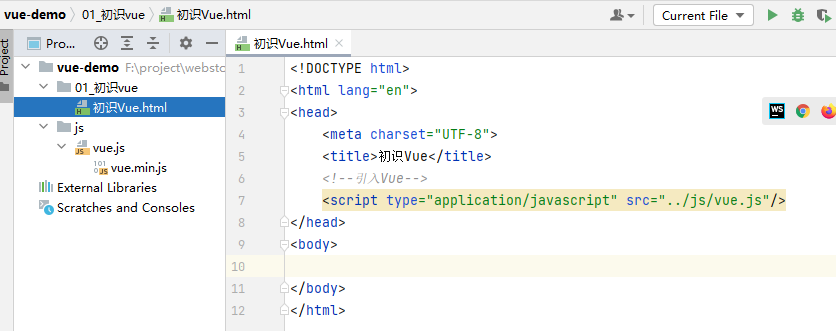 vue-demo 〉 01_初识vue 〉 初识Vue.html
Current File
Project
Pro...
初识Vue.html
vue-demo F:\project\websto
01_初识vue
初识Vue.html
js
vue.js
vue.min.js
External Libraries
Scratches and Consoles
1 <!DOCTYPE html>
2 <html lang="en">
3 <head>
4 <meta charset="UTF-8">
5 <title>初识Vue</title>
6 <!--引入Vue-->
7 <script type="application/javascript" src="../js/vue.js"/>
8 </head>
9 <body>
10
11 </body>
12 </html>
WS